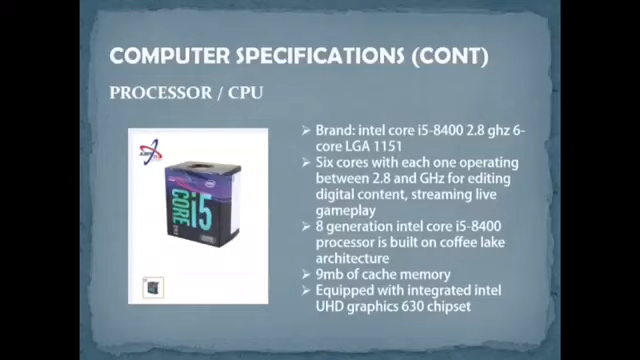 COMPUTER SPECIFICATIONS (CONT)
PROCESSOR / CPU
➢ Brand: intel core i5-8400 2.8 ghz 6-
core LGA 1151
➢ Six cores with each one operating
between 2.8 and GHz for editing
digital content, streaming live
gameplay
➢ 8 generation intel core i5-8400
processor is built on coffee lake
architecture
➢ 9mb of cache memory
➢ Equipped with integrated intel
UHD graphics 630 chipset
CORE i5